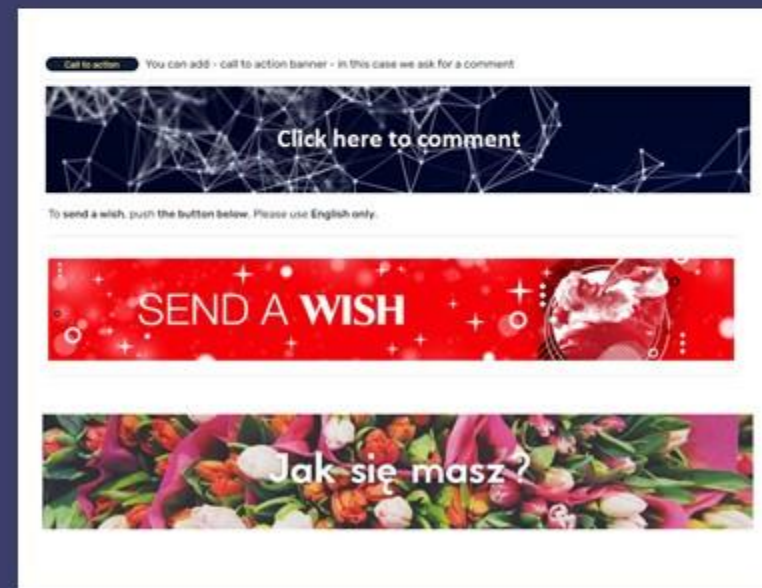 Call to action
You can add - call to action banner - in this case we ask for a comment
Click here to comment
To send a wish, push the button below. Please use English only.
SEND A WISH
Jak się masz?